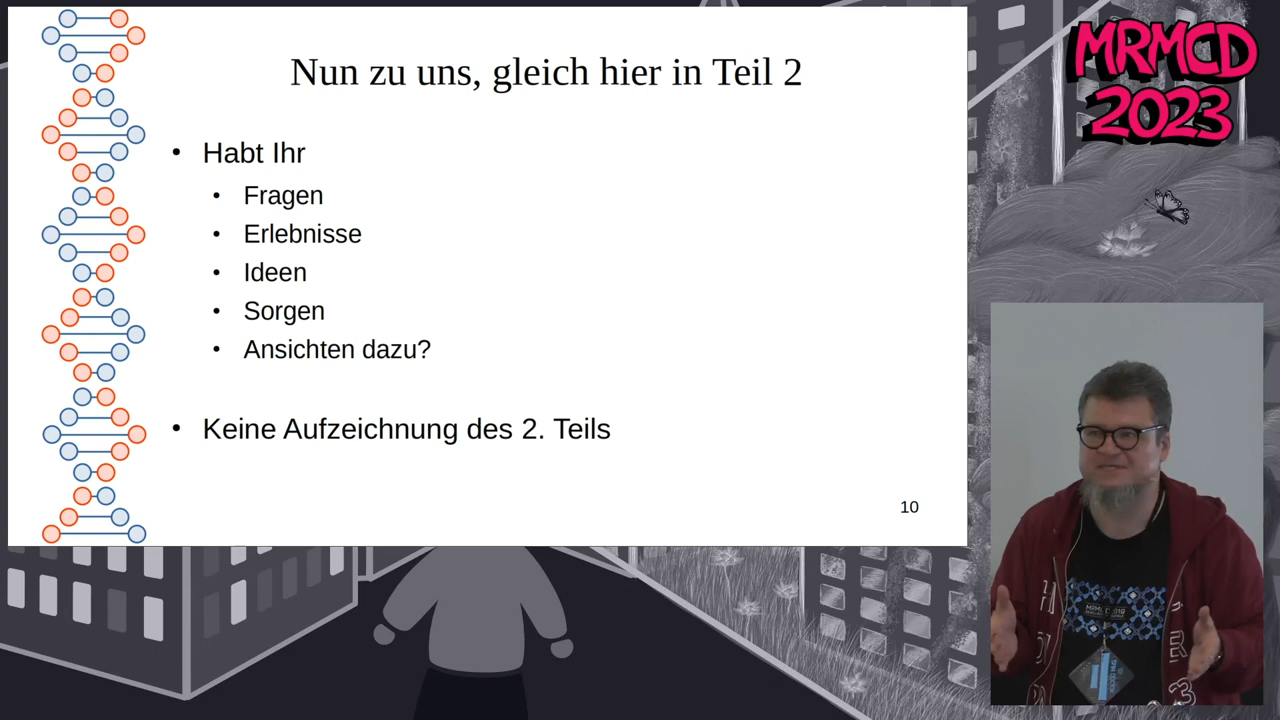 Nun zu uns, gleich hier in Teil 2
• Habt Ihr
• Fragen
• Erlebnisse
• Ideen
• Sorgen
• Ansichten dazu?
• Keine Aufzeichnung des 2. Teils
10
MRMCD
2023